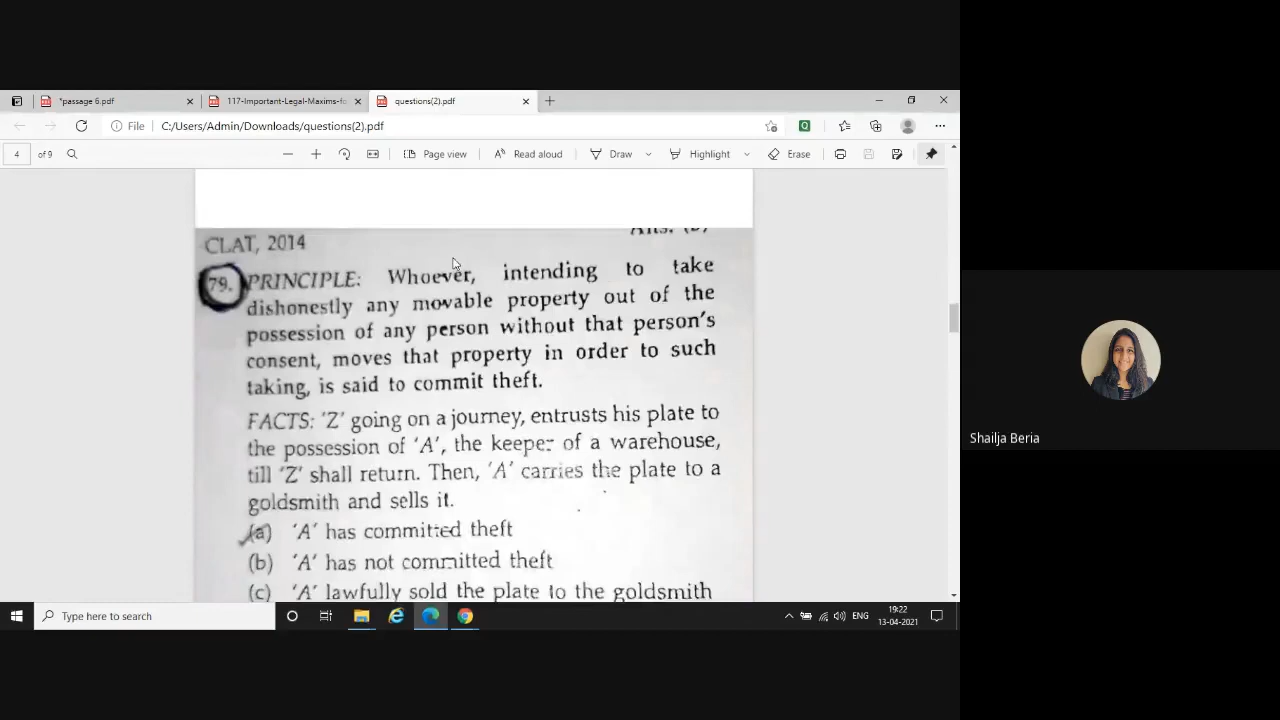 *passage 6.pdf
117-Important-Legal-Maxims-fo
questions(2).pdf
File
C:/Users/Admin/Downloads/questions(2).pdf
4
of 9
Page view
Read aloud
Draw
Highlight
Erase
Ans. (b)
CLAT, 2014
79. PRINCIPLE: Whoever, intending to take
dishonestly any movable property out of the
possession of any person without that person's
consent, moves that property in order to such
taking, is said to commit theft.
FACTS: 'Z' going on a journey, entrusts his plate to
the possession of 'A', the keeper of a warehouse,
till 'Z' shall return. Then, 'A' carries the plate to a
goldsmith and sells it.
(a) 'A' has committed theft
(b) 'A' has not committed theft
(c) 'A' lawfully sold the plate to the goldsmith
Shailja Beria
Type here to search
ENG
19:22
13-04-2021